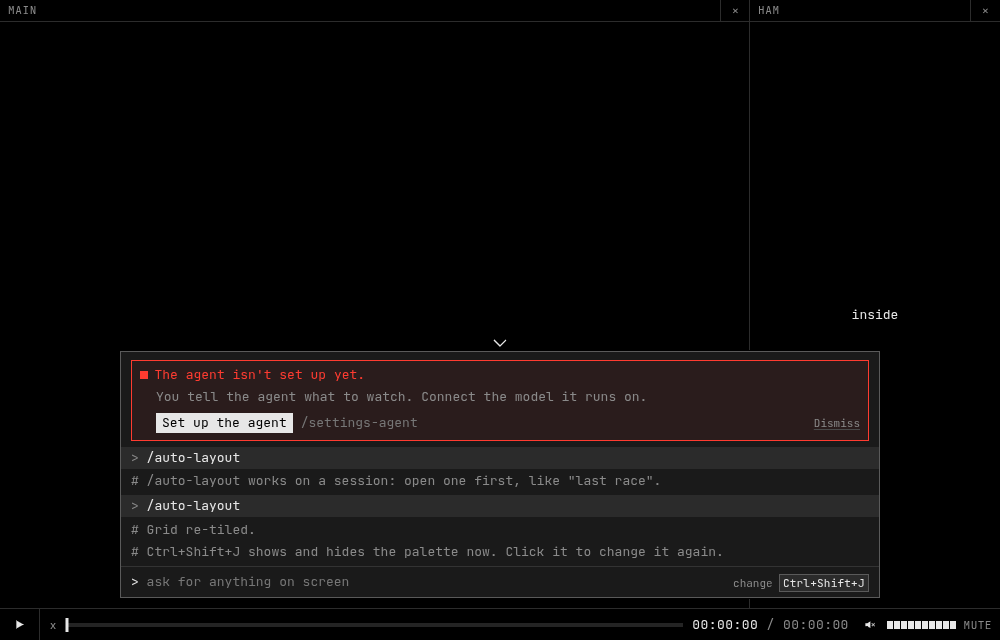 MAIN ×
HAM ×
inside
The agent isn't set up yet.
You tell the agent what to watch. Connect the model it runs on.
Set up the agent /settings-agent Dismiss
> /auto-layout
# /auto-layout works on a session: open one first, like "last race".
> /auto-layout
# Grid re-tiled.
# Ctrl+Shift+J shows and hides the palette now. Click it to change it again.
> ask for anything on screen change Ctrl+Shift+J
x 00:00:00 / 00:00:00 MUTE